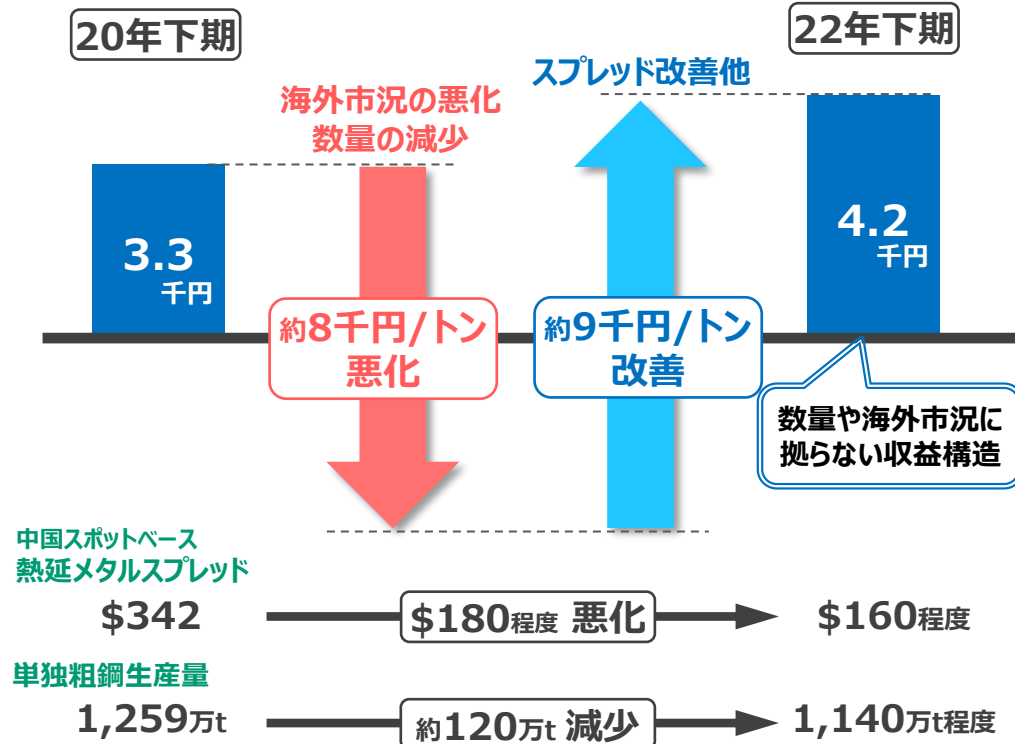 20年下期
22年下期
海外市況の悪化
数量の減少
スプレッド改善他
3.3
千円
4.2
千円
約8千円/トン
悪化
約9千円/トン
改善
数量や海外市況に
拠らない収益構造
中国スポットベース
熱延メタルスプレッド
$342
$180程度 悪化
$160程度
単独粗鋼生産量
1,259万t
約120万t 減少
1,140万t程度